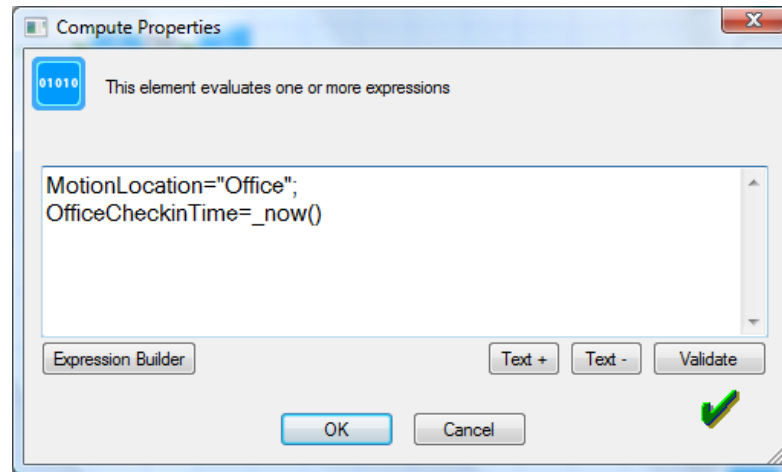 Compute Properties
X
01010
This element evaluates one or more expressions
MotionLocation="Office";
OfficeCheckinTime=_now()
Expression Builder
Text +
Text -
Validate
OK
Cancel